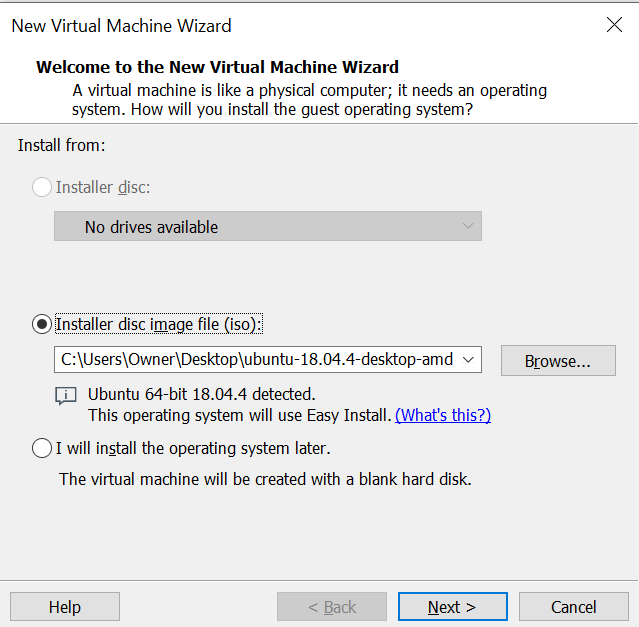 New Virtual Machine Wizard
Welcome to the New Virtual Machine Wizard
A virtual machine is like a physical computer; it needs an operating
system. How will you install the guest operating system?
Install from:
Installer disc:
No drives available
Installer disc image file (iso):
C:\Users\Owner\Desktop\ubuntu-18.04.4-desktop-amd
Browse...
Ubuntu 64-bit 18.04.4 detected.
This operating system will use Easy Install. (What's this?)
I will install the operating system later.
The virtual machine will be created with a blank hard disk.
Help
< Back
Next >
Cancel